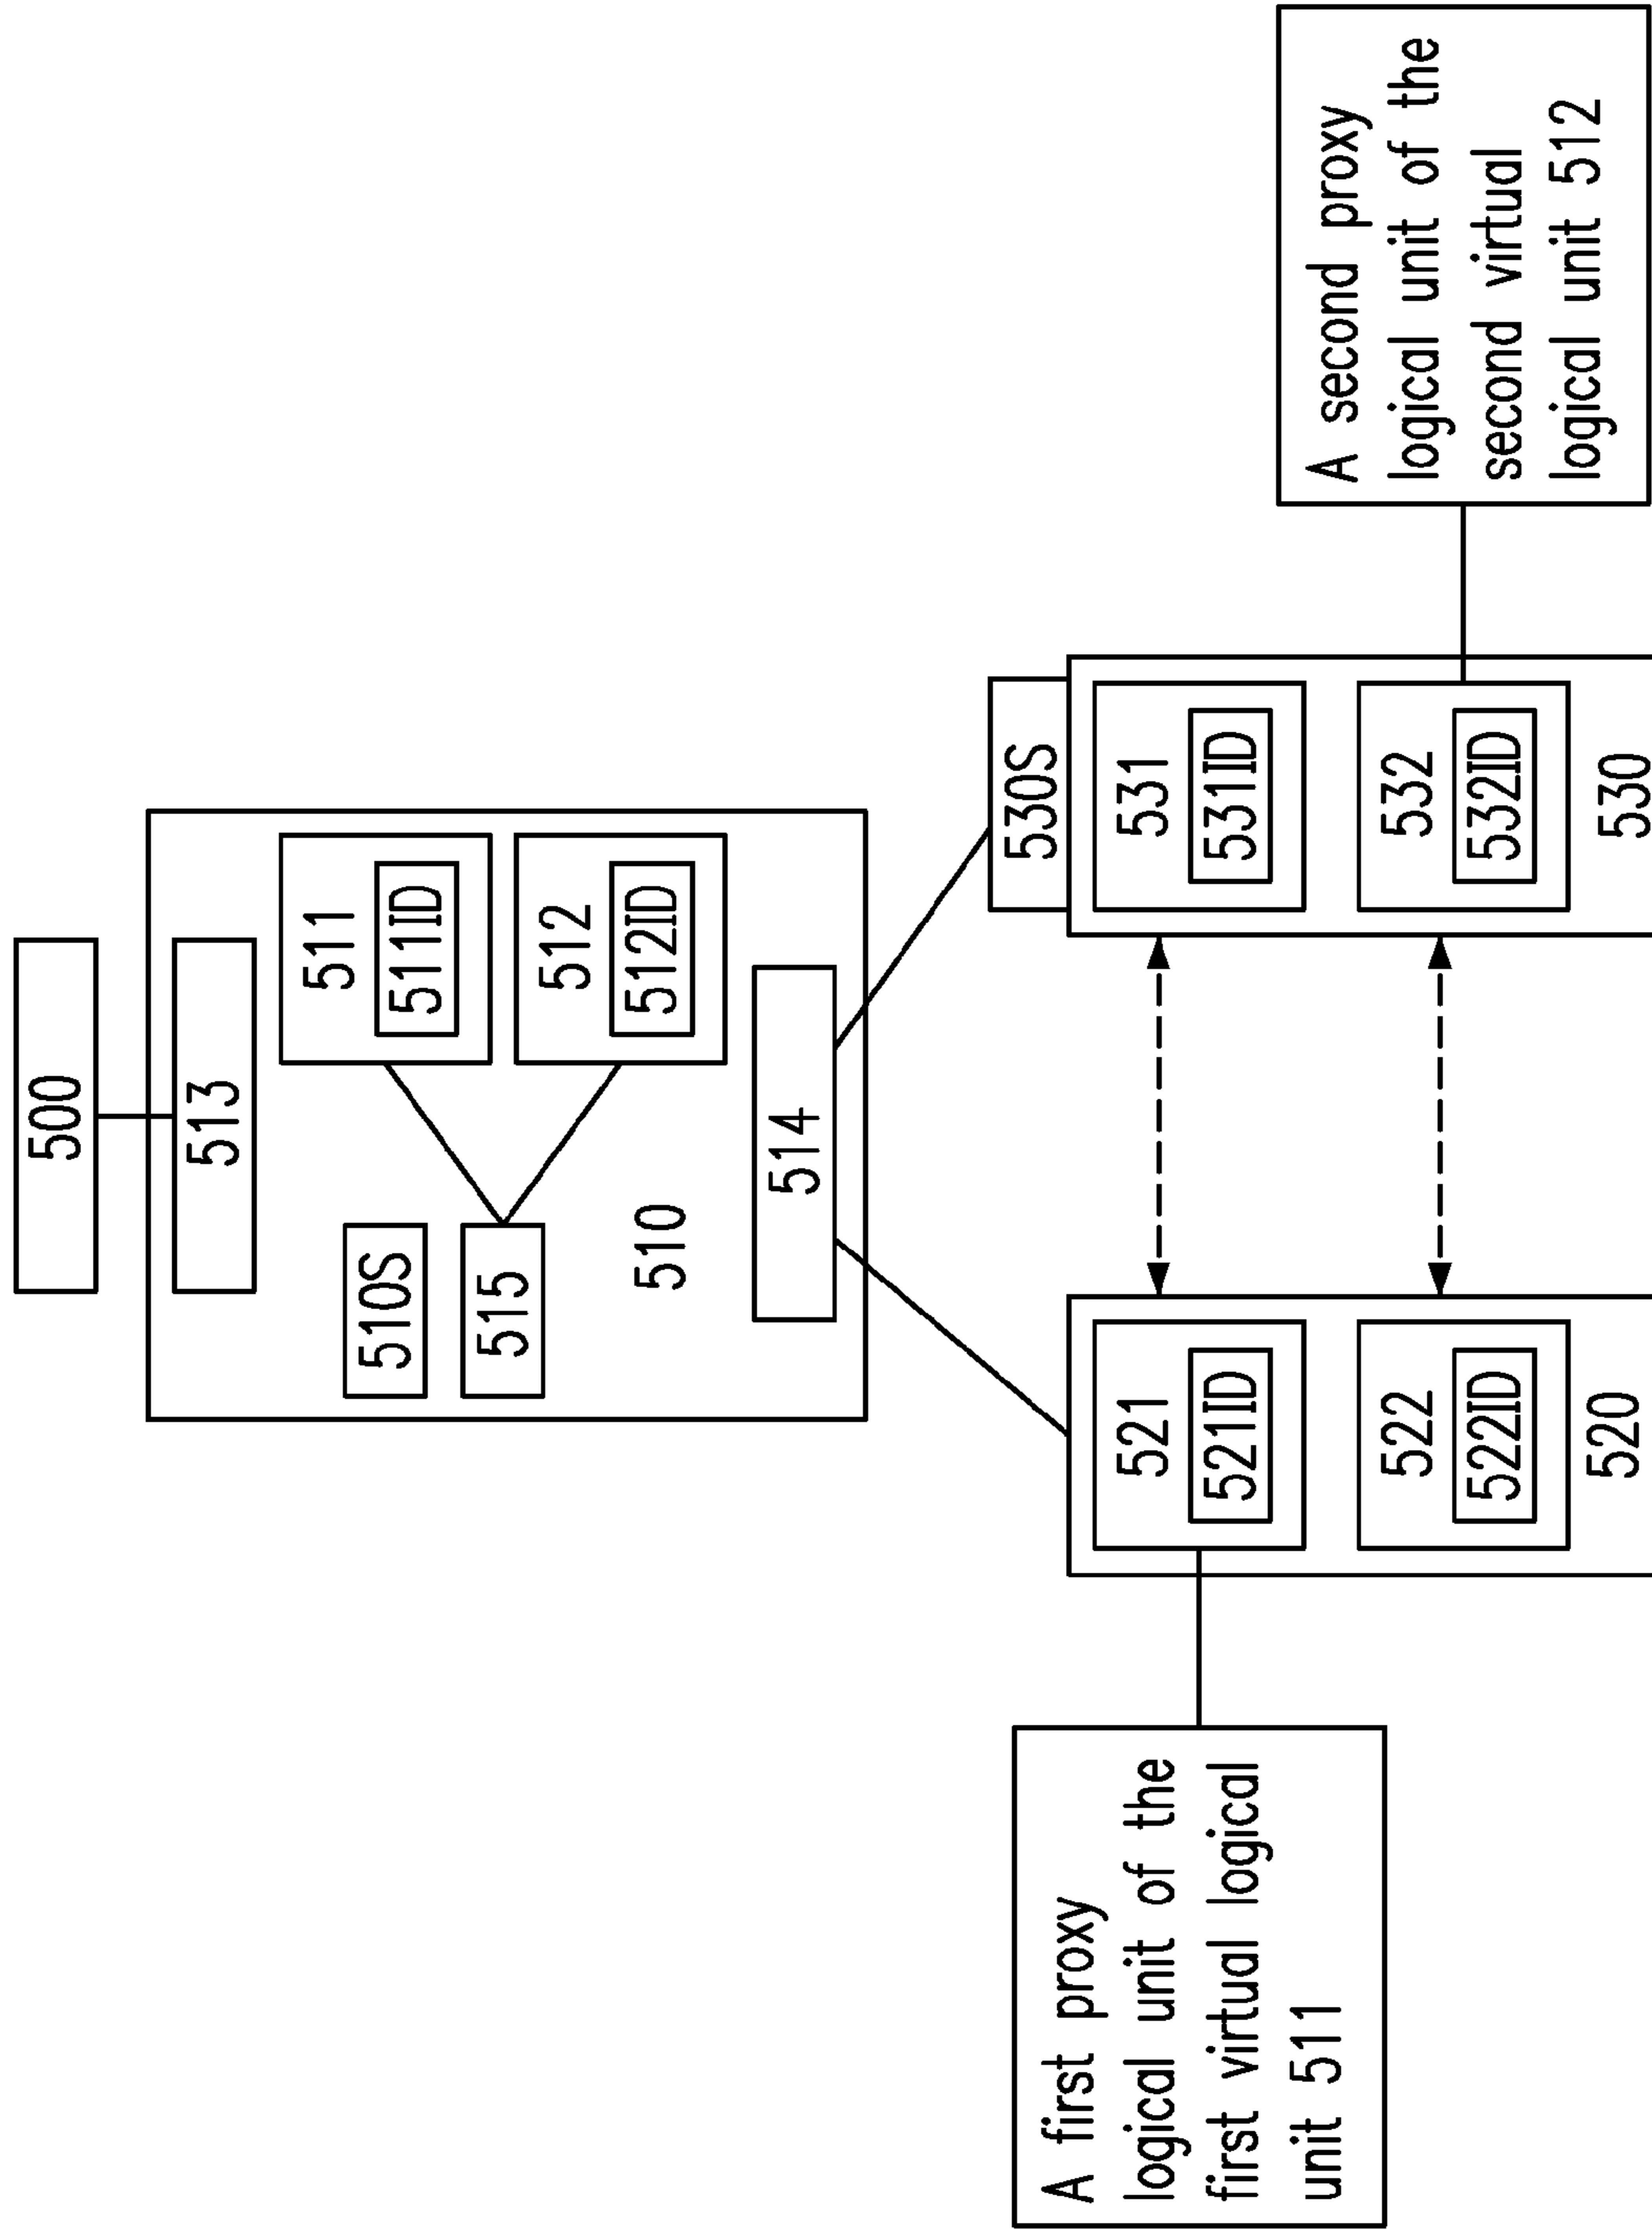 500
513
510S
511
511ID
515
512
512ID
510
514
530S
521
521ID
531
531ID
522
522ID
532
532ID
520
530
A first proxy
logical unit of the
first virtual logical
unit 511
A second proxy
logical unit of the
second virtual
logical unit 512